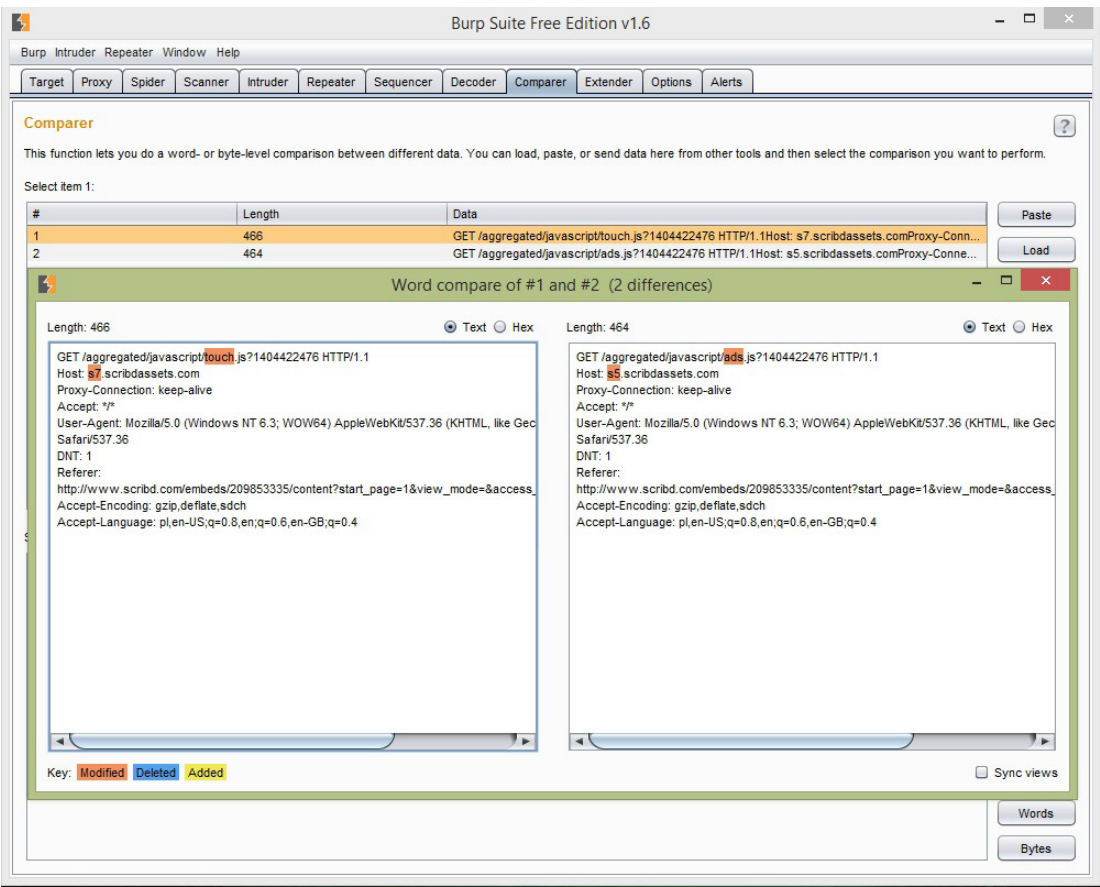 Burp Suite Free Edition v1.6
Burp Intruder Repeater Window Help
Target Proxy Spider Scanner Intruder Repeater Sequencer Decoder Comparer Extender Options Alerts
Comparer
?
This function lets you do a word- or byte-level comparison between different data. You can load, paste, or send data here from other tools and then select the comparison you want to perform.
Select item 1:
# Length Data
Paste
1 466 GET /aggregated/javascript/touch.js?1404422476 HTTP/1.1Host: s7.scribdassets.comProxy-Conn...
2 464 GET /aggregated/javascript/ads.js?1404422476 HTTP/1.1Host: s5.scribdassets.comProxy-Conne...
Load
Word compare of #1 and #2 (2 differences)
Length: 466 Text Hex
GET /aggregated/javascript/touch.js?1404422476 HTTP/1.1
Host: s7.scribdassets.com
Proxy-Connection: keep-alive
Accept: */*
User-Agent: Mozilla/5.0 (Windows NT 6.3; WOW64) AppleWebKit/537.36 (KHTML, like Gec
Safari/537.36
DNT: 1
Referer:
http://www.scribd.com/embeds/209853335/content?start_page=1&view_mode=&access_
Accept-Encoding: gzip,deflate,sdch
Accept-Language: pl,en-US;q=0.8,en;q=0.6,en-GB;q=0.4
Length: 464 Text Hex
GET /aggregated/javascript/ads.js?1404422476 HTTP/1.1
Host: s5.scribdassets.com
Proxy-Connection: keep-alive
Accept: */*
User-Agent: Mozilla/5.0 (Windows NT 6.3; WOW64) AppleWebKit/537.36 (KHTML, like Gec
Safari/537.36
DNT: 1
Referer:
http://www.scribd.com/embeds/209853335/content?start_page=1&view_mode=&access_
Accept-Encoding: gzip,deflate,sdch
Accept-Language: pl,en-US;q=0.8,en;q=0.6,en-GB;q=0.4
Key: Modified Deleted Added
Sync views
Words
Bytes